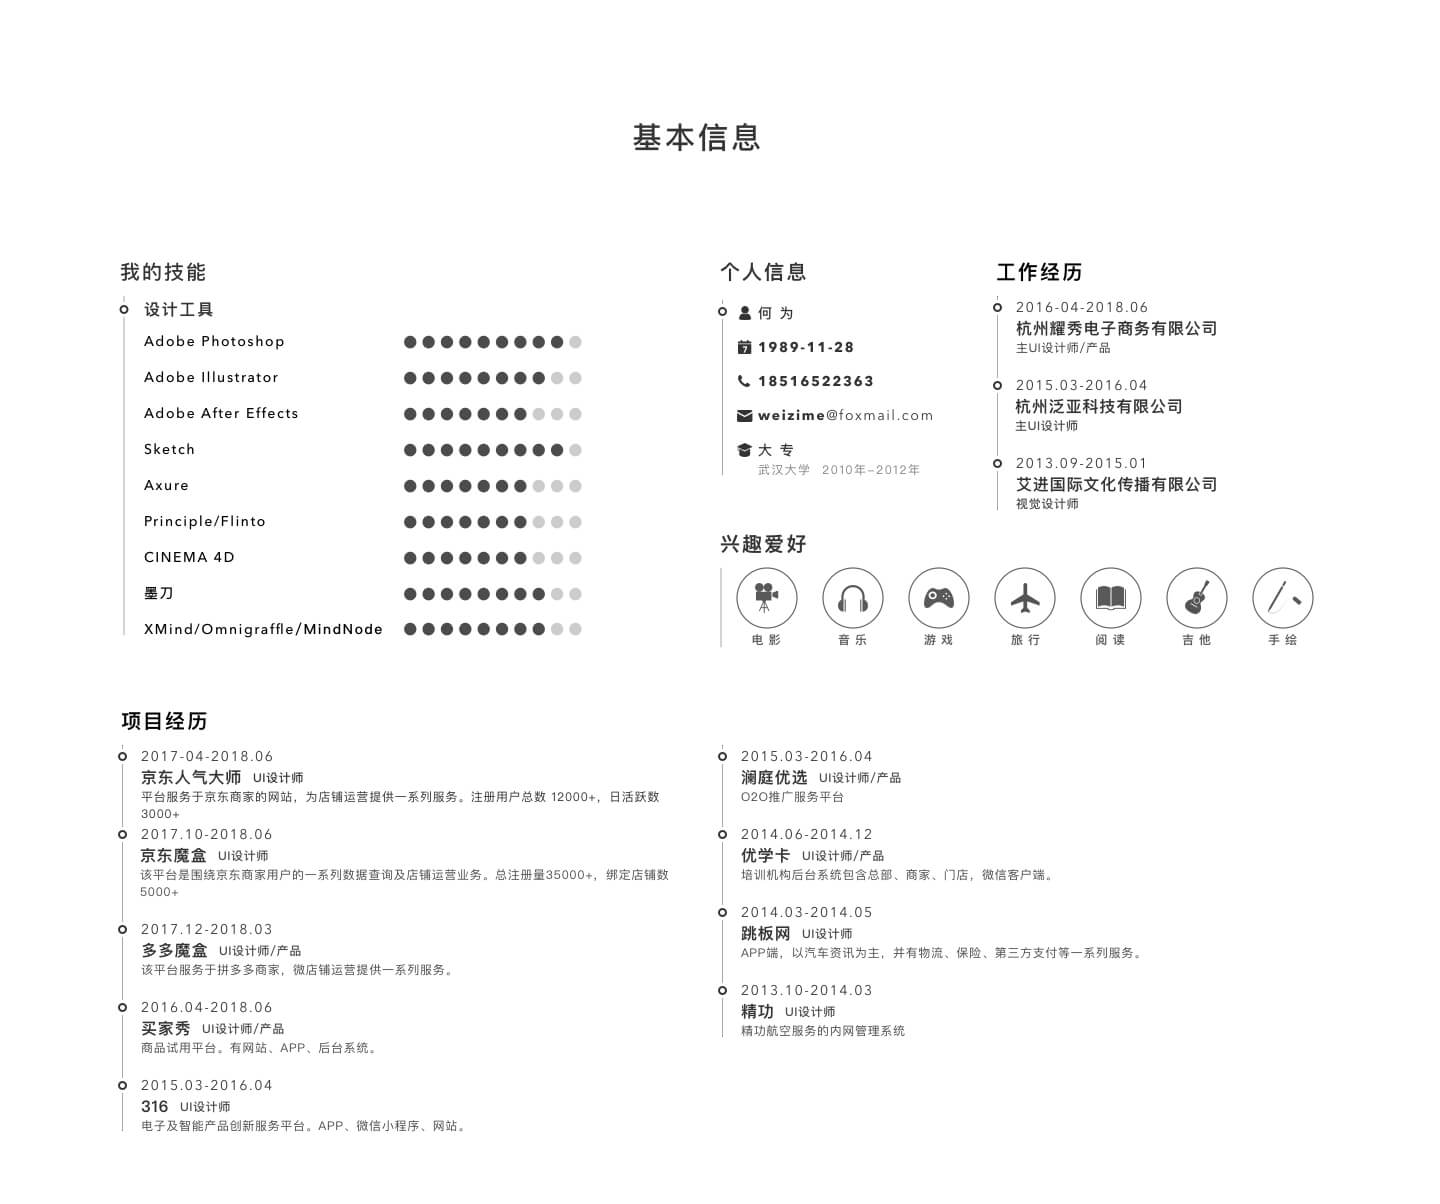 基本信息
我的技能
设计工具
Adobe Photoshop
Adobe Illustrator
Adobe After Effects
Sketch
Axure
Principle/Flinto
CINEMA 4D
墨刀
XMind/Omnigraffle/MindNode
个人信息
何 为
1989-11-28
18516522363
weizime@foxmail.com
大 专
武汉大学 2010年-2012年
工作经历
2016-04-2018.06
杭州耀秀电子商务有限公司
主UI设计师/产品
2015.03-2016.04
杭州泛亚科技有限公司
主UI设计师
2013.09-2015.01
艾进国际文化传播有限公司
视觉设计师
兴趣爱好
电 影 音 乐 游 戏 旅 行 阅 读 吉 他 手 绘
项目经历
2017-04-2018.06
京东人气大师 UI设计师
平台服务于京东商家的网站，为店铺运营提供一系列服务。注册用户总数 12000+，日活跃数
3000+
2017.10-2018.06
京东魔盒 UI设计师
该平台是围绕京东商家用户的一系列数据查询及店铺运营业务。总注册量35000+，绑定店铺数
5000+
2017.12-2018.03
多多魔盒 UI设计师/产品
该平台服务于拼多多商家，微店铺运营提供一系列服务。
2016.04-2018.06
买家秀 UI设计师/产品
商品试用平台。有网站、APP、后台系统。
2015.03-2016.04
316 UI设计师
电子及智能产品创新服务平台。APP、微信小程序、网站。
2015.03-2016.04
澜庭优选 UI设计师/产品
O2O推广服务平台
2014.06-2014.12
优学卡 UI设计师/产品
培训机构后台系统包含总部、商家、门店，微信客户端。
2014.03-2014.05
跳板网 UI设计师
APP端，以汽车资讯为主，并有物流、保险、第三方支付等一系列服务。
2013.10-2014.03
精功 UI设计师
精功航空服务的内网管理系统